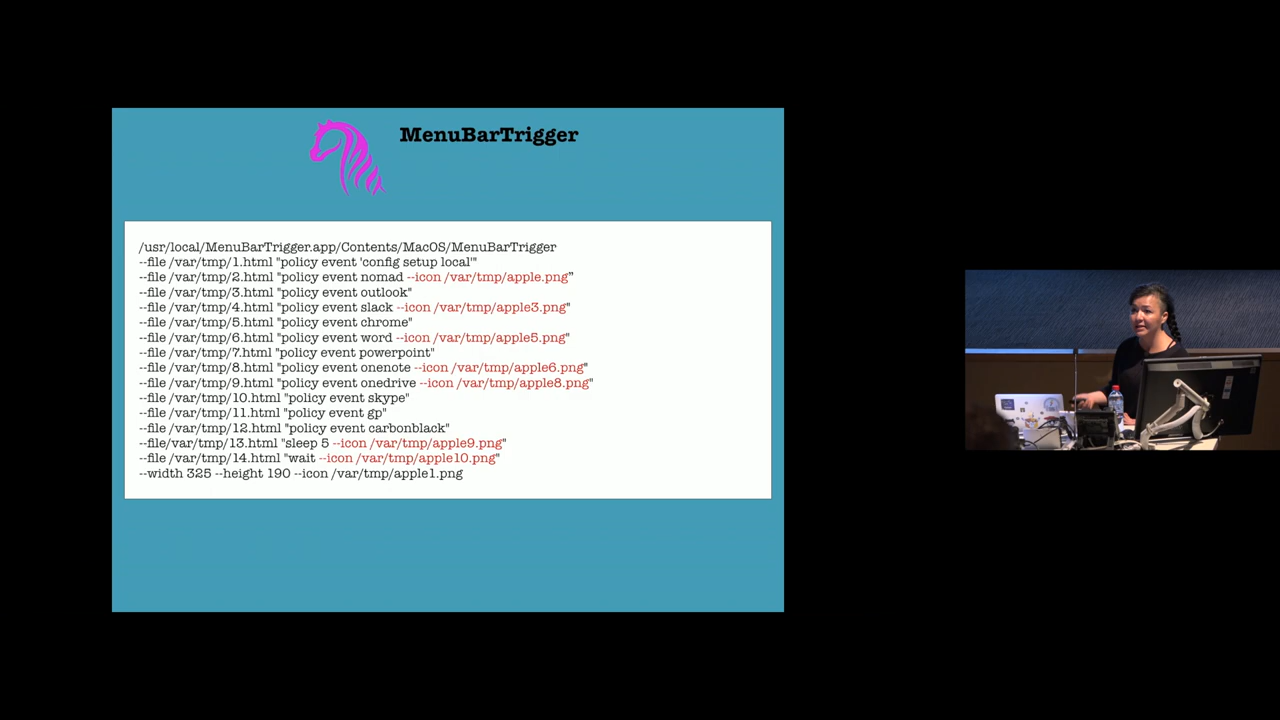 MenuBarTrigger
/usr/local/MenuBarTrigger.app/Contents/MacOS/MenuBarTrigger
--file /var/tmp/1.html "policy event 'config setup local'"
--file /var/tmp/2.html "policy event nomad --icon /var/tmp/apple.png”
--file /var/tmp/3.html "policy event outlook"
--file /var/tmp/4.html "policy event slack --icon /var/tmp/apple3.png"
--file /var/tmp/5.html "policy event chrome"
--file /var/tmp/6.html "policy event word --icon /var/tmp/apple5.png"
--file /var/tmp/7.html "policy event powerpoint"
--file /var/tmp/8.html "policy event onenote --icon /var/tmp/apple6.png"
--file /var/tmp/9.html "policy event onedrive --icon /var/tmp/apple8.png"
--file /var/tmp/10.html "policy event skype"
--file /var/tmp/11.html "policy event gp"
--file /var/tmp/12.html "policy event carbonblack"
--file/var/tmp/13.html "sleep 5 --icon /var/tmp/apple9.png"
--file /var/tmp/14.html "wait --icon /var/tmp/apple10.png"
--width 325 --height 190 --icon /var/tmp/apple1.png